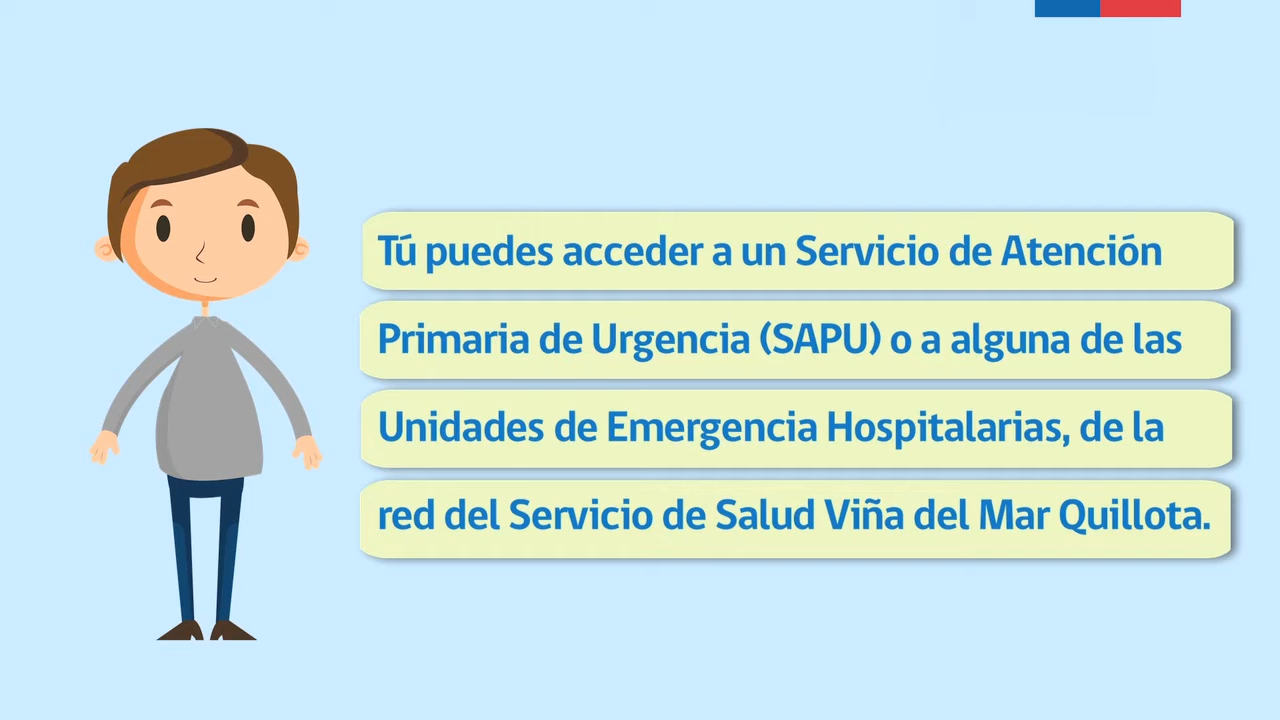 Tú puedes acceder a un Servicio de Atención
Primaria de Urgencia (SAPU) o a alguna de las
Unidades de Emergencia Hospitalarias, de la
red del Servicio de Salud Viña del Mar Quillota.